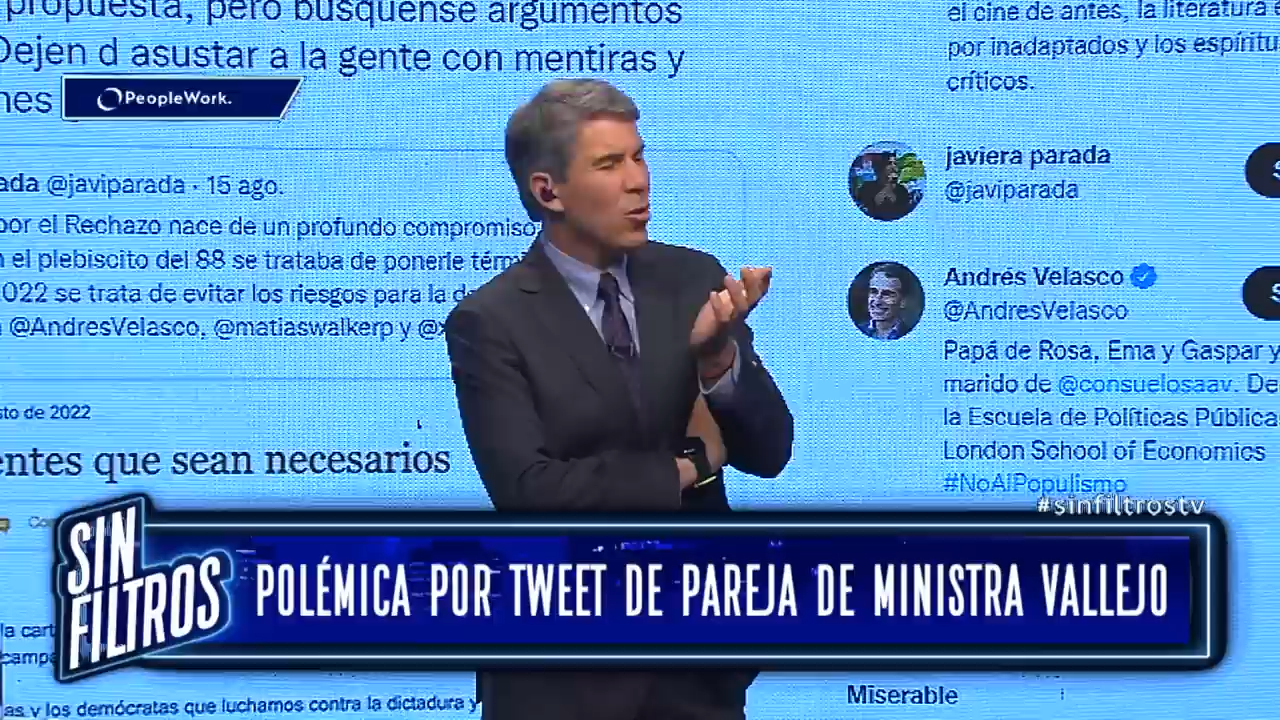 propuesta, pero búsquense argumentos
Dejen d asustar a la gente con mentiras y
nes
PeopleWork.
ada @javiparada · 15 ago.
por el Rechazo nace de un profundo compromiso
n el plebiscito del 88 se trataba de ponerle
022 se trata de evitar los riesgos para la
@AndresVelasco, @matiaswalkerp y
sto de 2022
entes que sean necesarios
la cart
campa
as y los demócratas que luchamos contra la dictadura y
el cine de antes, la literatura
por inadaptados y los espíritu
críticos.
javiera parada
@javiparada
Andrés Velasco
@AndresVelasco
Papá de Rosa, Ema y Gaspar y
marido de @consuelosaav. De
la Escuela de Políticas Pública
London School of Economics
#NoAlPopulismo
#sinfiltrostv
SIN
FILTROS
POLÉMICA POR TWEET DE PAREJA DE MINISTRA VALLEJO
Miserable